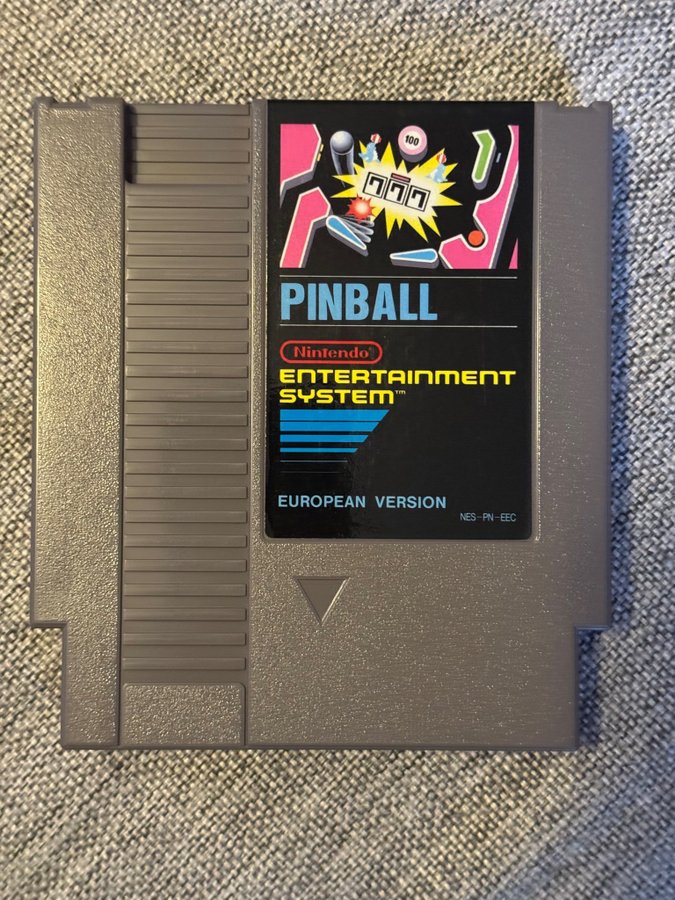 100
777
PINBALL
Nintendo®
ENTERTAINMENT
SYSTEM™
EUROPEAN VERSION
NES-PN-EEC